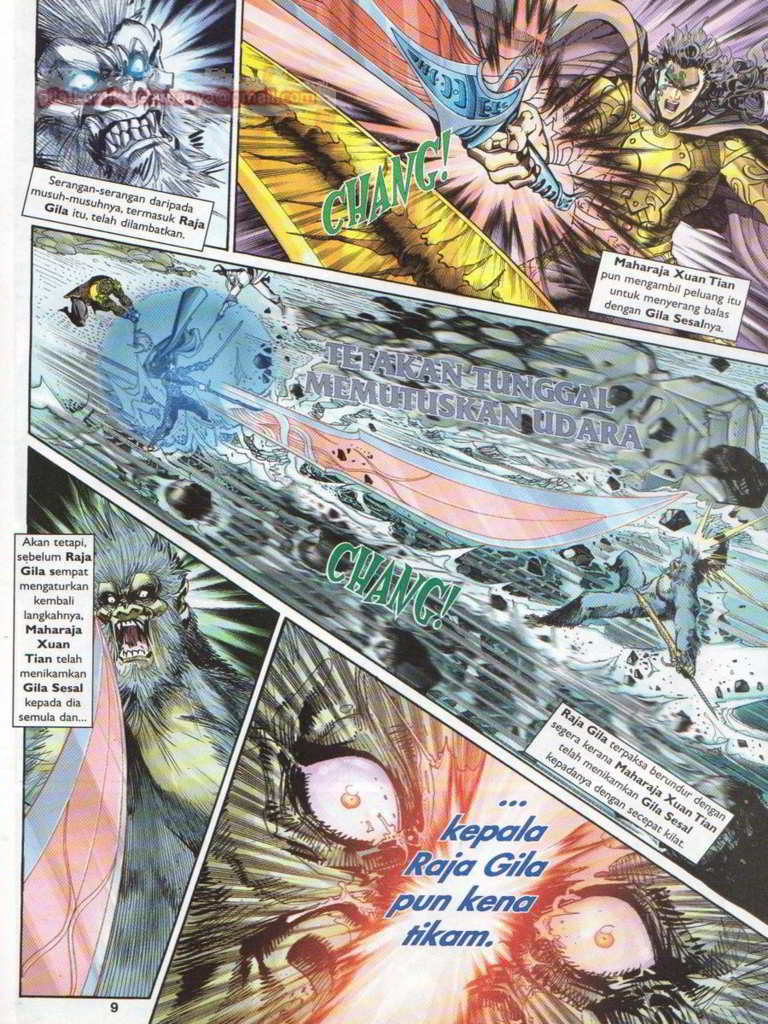 Serangan-serangan daripada
musuh-musuhnya, termasuk Raja
Gila itu, telah dilambatkan.
CHANG!
Maharaja Xuan Tian
pun mengambil peluang itu
untuk menyerang balas
dengan Gila Sesalnya.
TETAKAN TUNGGAL
MEMUTUSKAN UDARA
CHANG!
Raja Gila terpaksa berundur dengan
segera kerana Maharaja Xuan Tian
telah menikamkan Gila Sesal
kepadanya dengan secepat kilat.
Akan tetapi,
sebelum Raja
Gila sempat
mengaturkan
kembali
langkahnya,
Maharaja
Xuan
Tian telah
menikamkan
Gila Sesal
kepada dia
semula dan...
...
kepala
Raja Gila
pun kena
tikam.
9